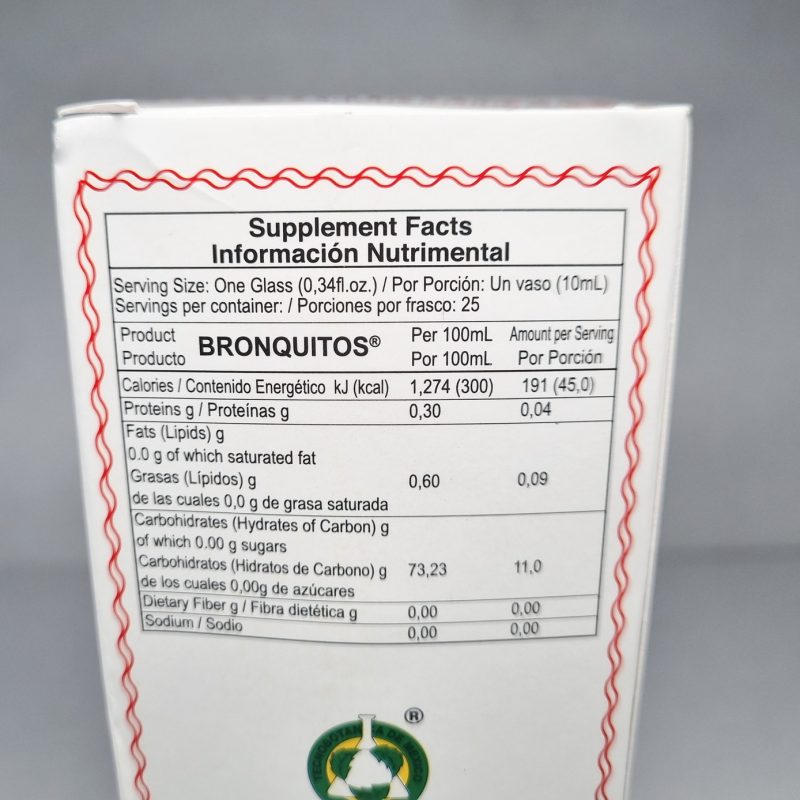 Supplement Facts
Información Nutrimental
Serving Size: One Glass (0,34fl.oz.) / Por Porción: Un vaso (10mL)
Servings per container: / Porciones por frasco: 25
Product BRONQUITOS® Per 100mL Amount per Serving
Producto Por 100mL Por Porción
Calories / Contenido Energético kJ (kcal) 1,274 (300) 191 (45,0)
Proteins g / Proteínas g 0,30 0,04
Fats (Lipids) g
0.0 g of which saturated fat
Grasas (Lípidos) g 0,60 0,09
de las cuales 0,0 g de grasa saturada
Carbohidrates (Hydrates of Carbon) g
of which 0.00 g sugars
Carbohidratos (Hidratos de Carbono) g 73,23 11,0
de los cuales 0,00g de azúcares
Dietary Fiber g / Fibra dietética g 0,00 0,00
Sodium / Sodio 0,00 0,00
®
TECNOBOTANICA DE MEXICO